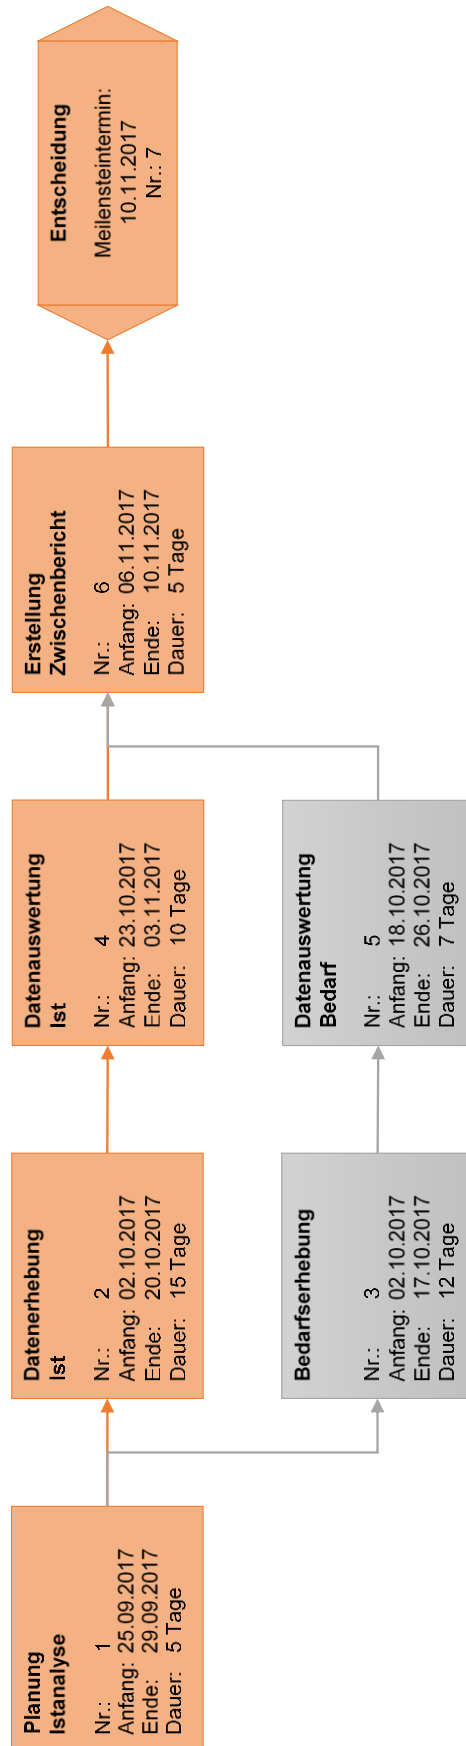 Planung
Istanalyse
Nr.: 1
Anfang: 25.09.2017
Ende: 29.09.2017
Dauer: 5 Tage
Datenerhebung
Ist
Nr.: 2
Anfang: 02.10.2017
Ende: 20.10.2017
Dauer: 15 Tage
Bedarfserhebung
Nr.: 3
Anfang: 02.10.2017
Ende: 17.10.2017
Dauer: 12 Tage
Datenauswertung
Ist
Nr.: 4
Anfang: 23.10.2017
Ende: 03.11.2017
Dauer: 10 Tage
Datenauswertung
Bedarf
Nr.: 5
Anfang: 18.10.2017
Ende: 26.10.2017
Dauer: 7 Tage
Erstellung
Zwischenbericht
Nr.: 6
Anfang: 06.11.2017
Ende: 10.11.2017
Dauer: 5 Tage
Entscheidung
Meilensteintermin:
10.11.2017
Nr.: 7